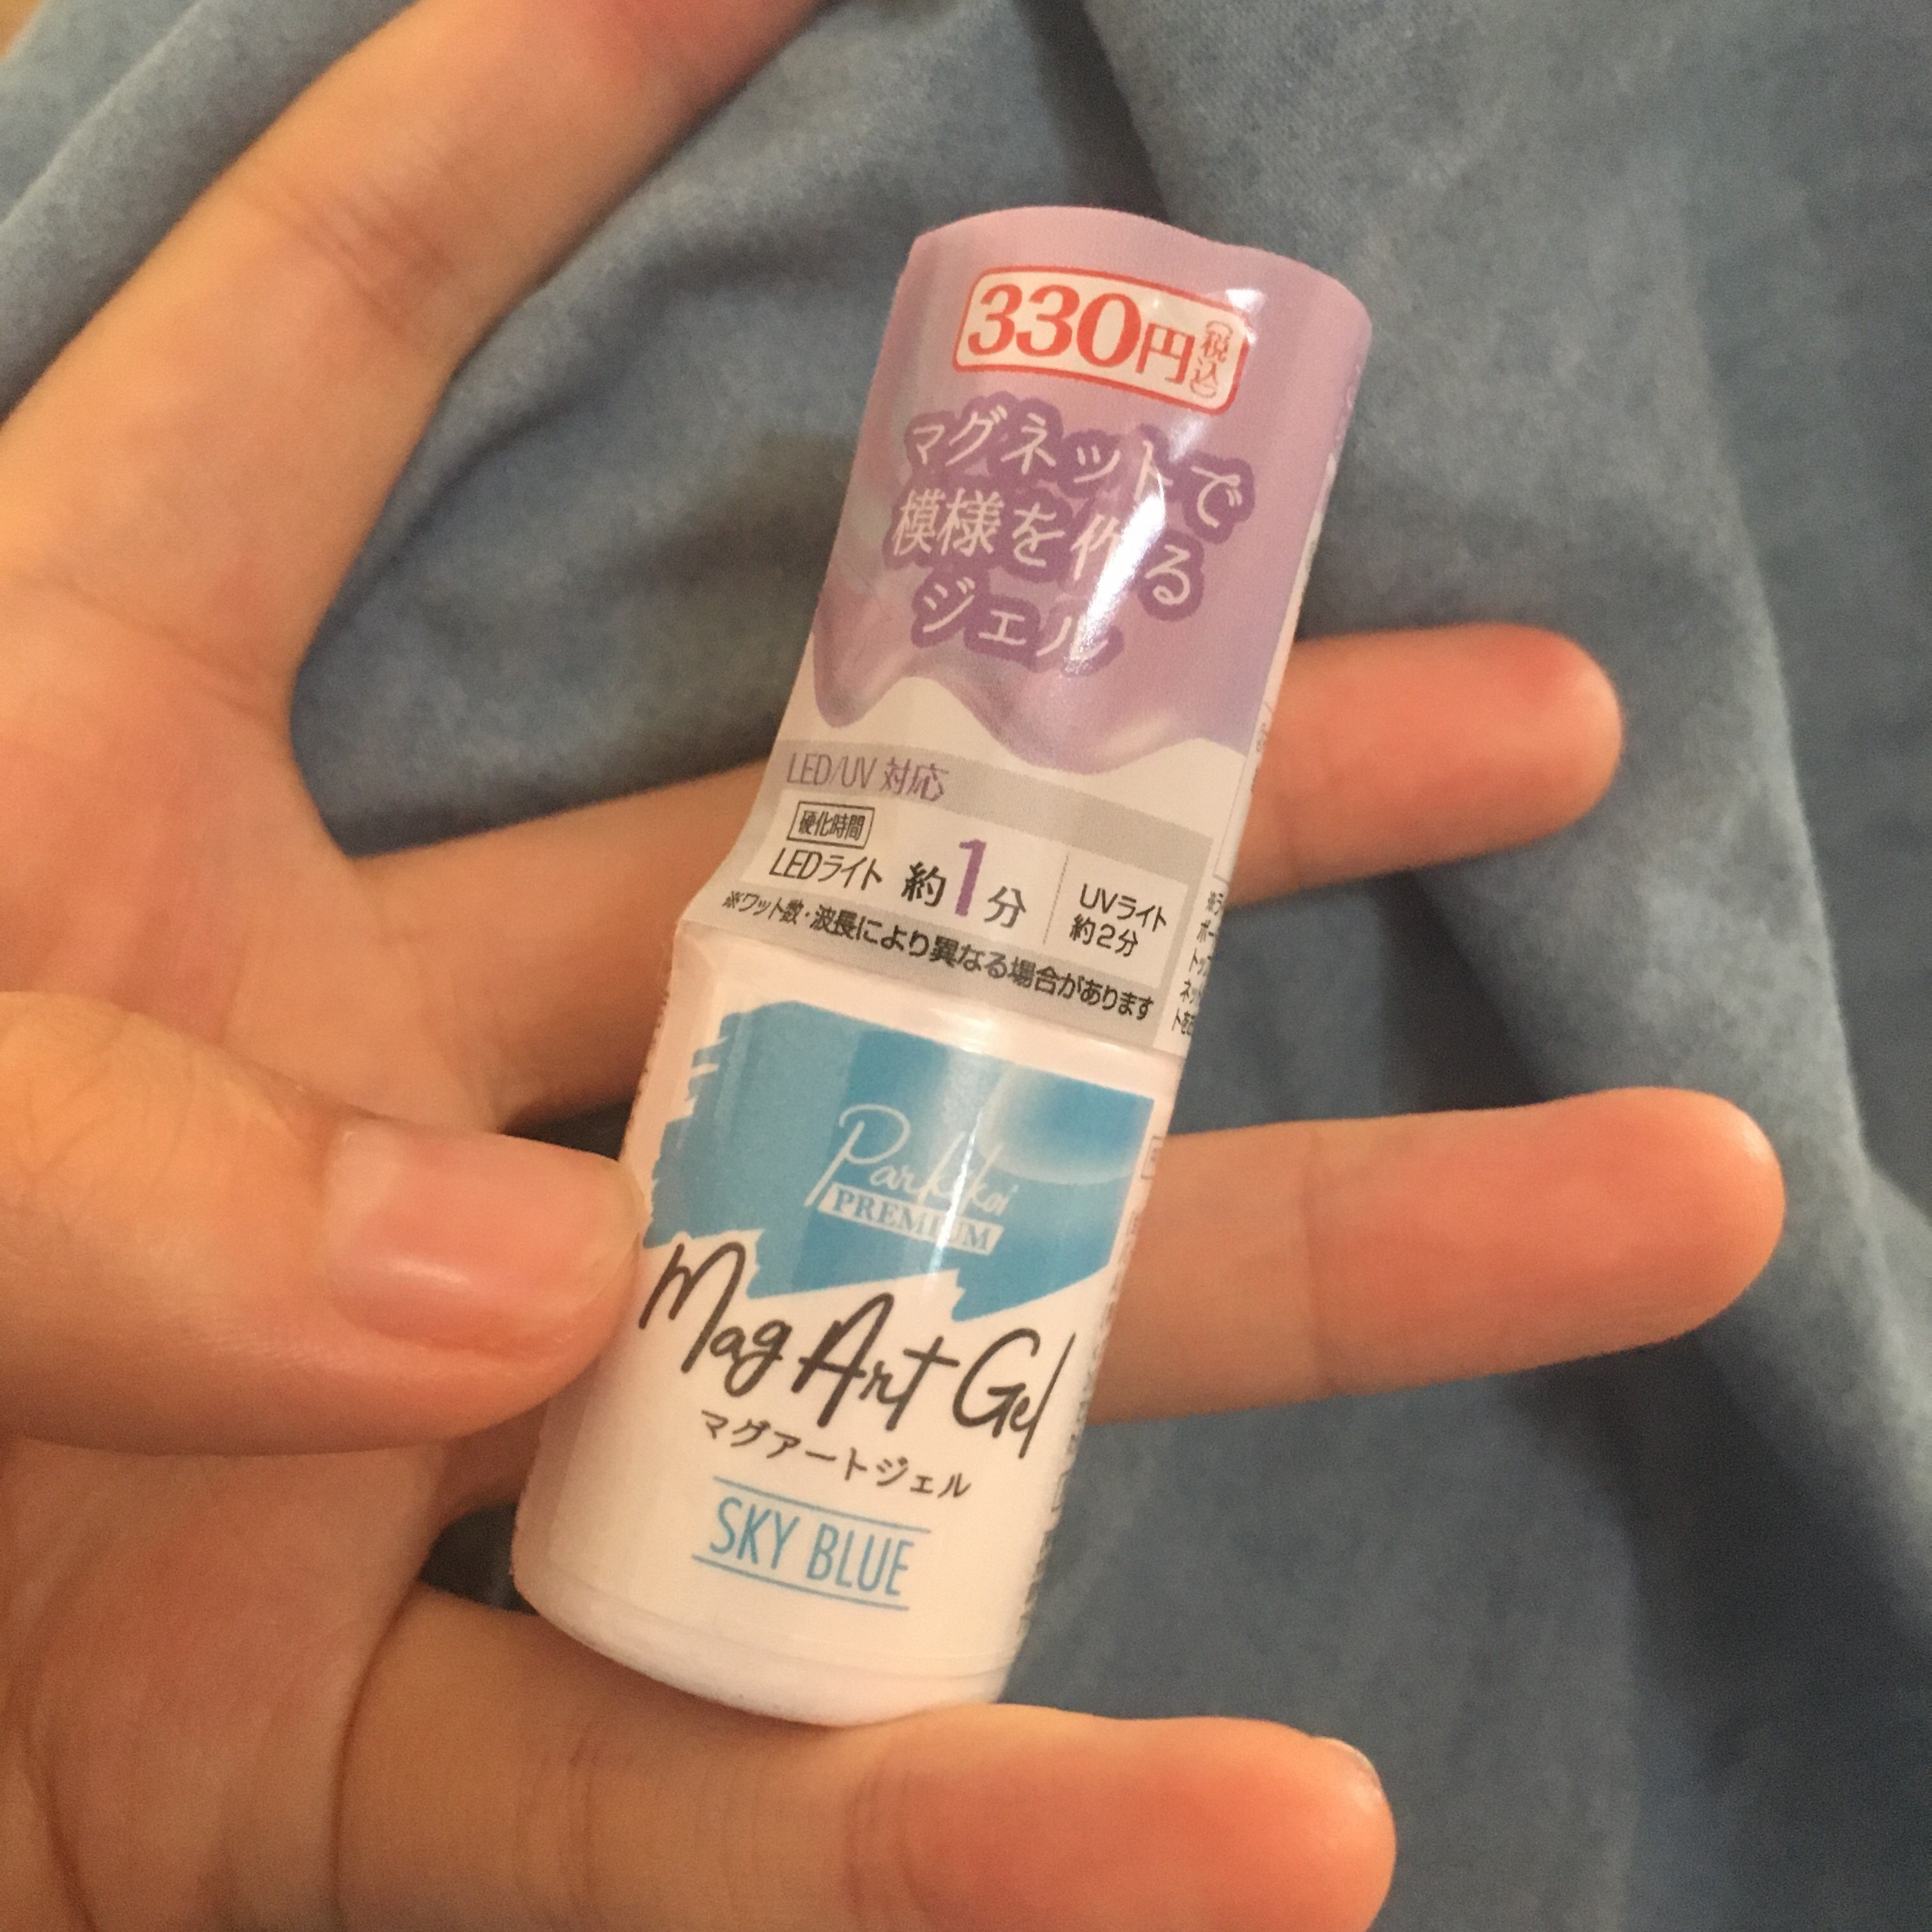 330円(税込)
マグネットで
模様を作る
ジェル
LED/UV 対応
硬化時間
LEDライト 約1分
UVライト
約2分
※ワット数・波長により異なる場合があります
Parkikoi
PREMIUM
Mag Art Gel
マグアートジェル
SKY BLUE